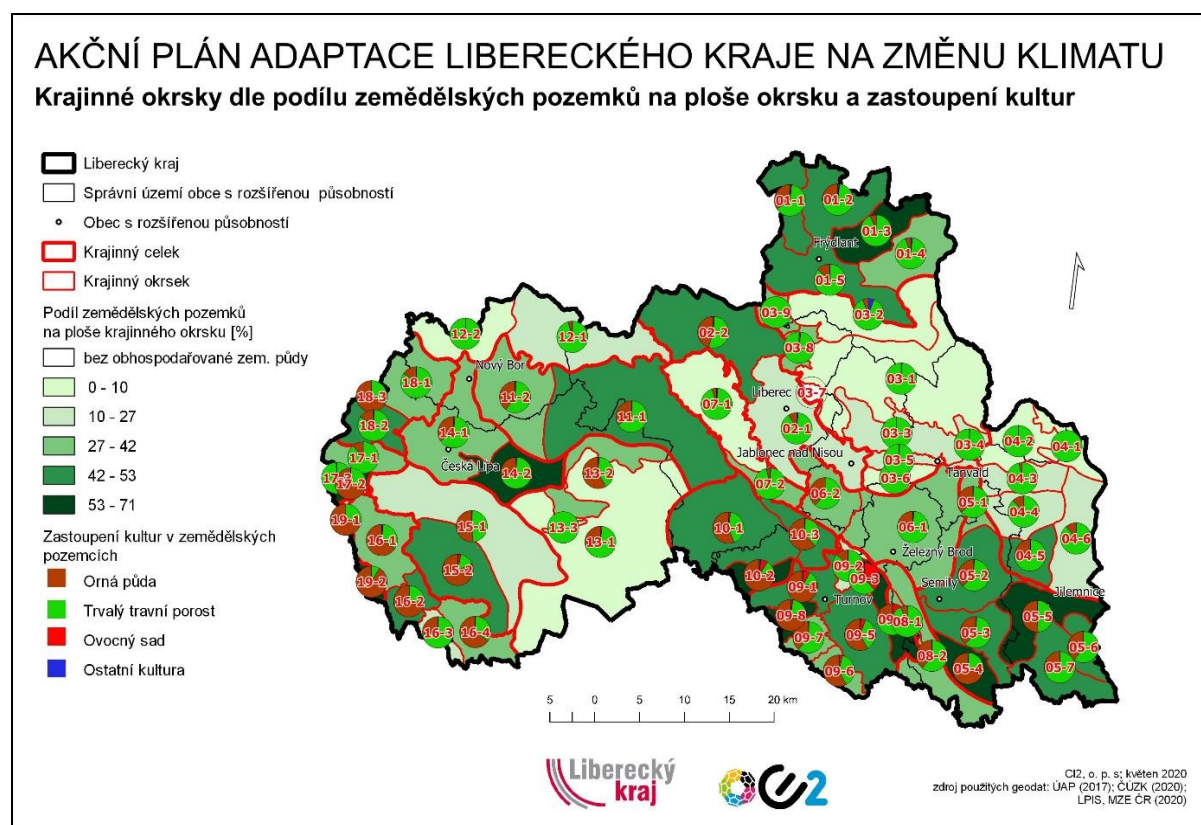 AKČNÍ PLÁN ADAPTACE LIBERECKÉHO KRAJE NA ZMĚNU KLIMATU
Krajinné okrsky dle podílu zemědělských pozemků na ploše okrsku a zastoupení kultur
Liberecký kraj
Správní území obce s rozšířenou působností
Obec s rozšířenou působností
Krajinný celek
Krajinný okrsek
Podíl zemědělských pozemků
na ploše krajinného okrsku [%]
bez obhospodařované zem. půdy
0 - 10
10 - 27
27 - 42
42 - 53
53 - 71
Zastoupení kultur v zemědělských
pozemcích
Orná půda
Trvalý travní porost
Ovocný sad
Ostatní kultura
01-1
01-2
01-3
Frýdlant
01-4
01-5
03-9
03-2
12-2
12-1
02-2
03-8
Nový Bor
18-1
03-1
18-3
11-2
07-1
Liberec
03-7
11-1
18-2
14-1
02-1
03-3
03-4
04-2
04-1
17-1
Česká Lípa
14-2
13-2
Jablonec nad Nisou
03-5
Tanvald
17-2
07-2
03-6
04-3
06-2
05-1
19-1
15-1
13-3
04-4
16-1
13-1
10-1
10-3
06-1
04-6
Železný Brod
04-5
15-2
09-2
19-2
10-2
09-1
09-3
Semily
05-2
16-2
Turnov
Jilemnice
09-8
08-1
05-5
16-3
16-4
09-7
09-5
05-3
05-6
08-2
05-4
05-7
09-6
5 0 5 10 15 20 km
Liberecký
kraj
CI2
CI2, o. p. s; květen 2020
zdroj použitých geodat: ÚAP (2017); ČÚZK (2020);
LPIS, MZE ČR (2020)